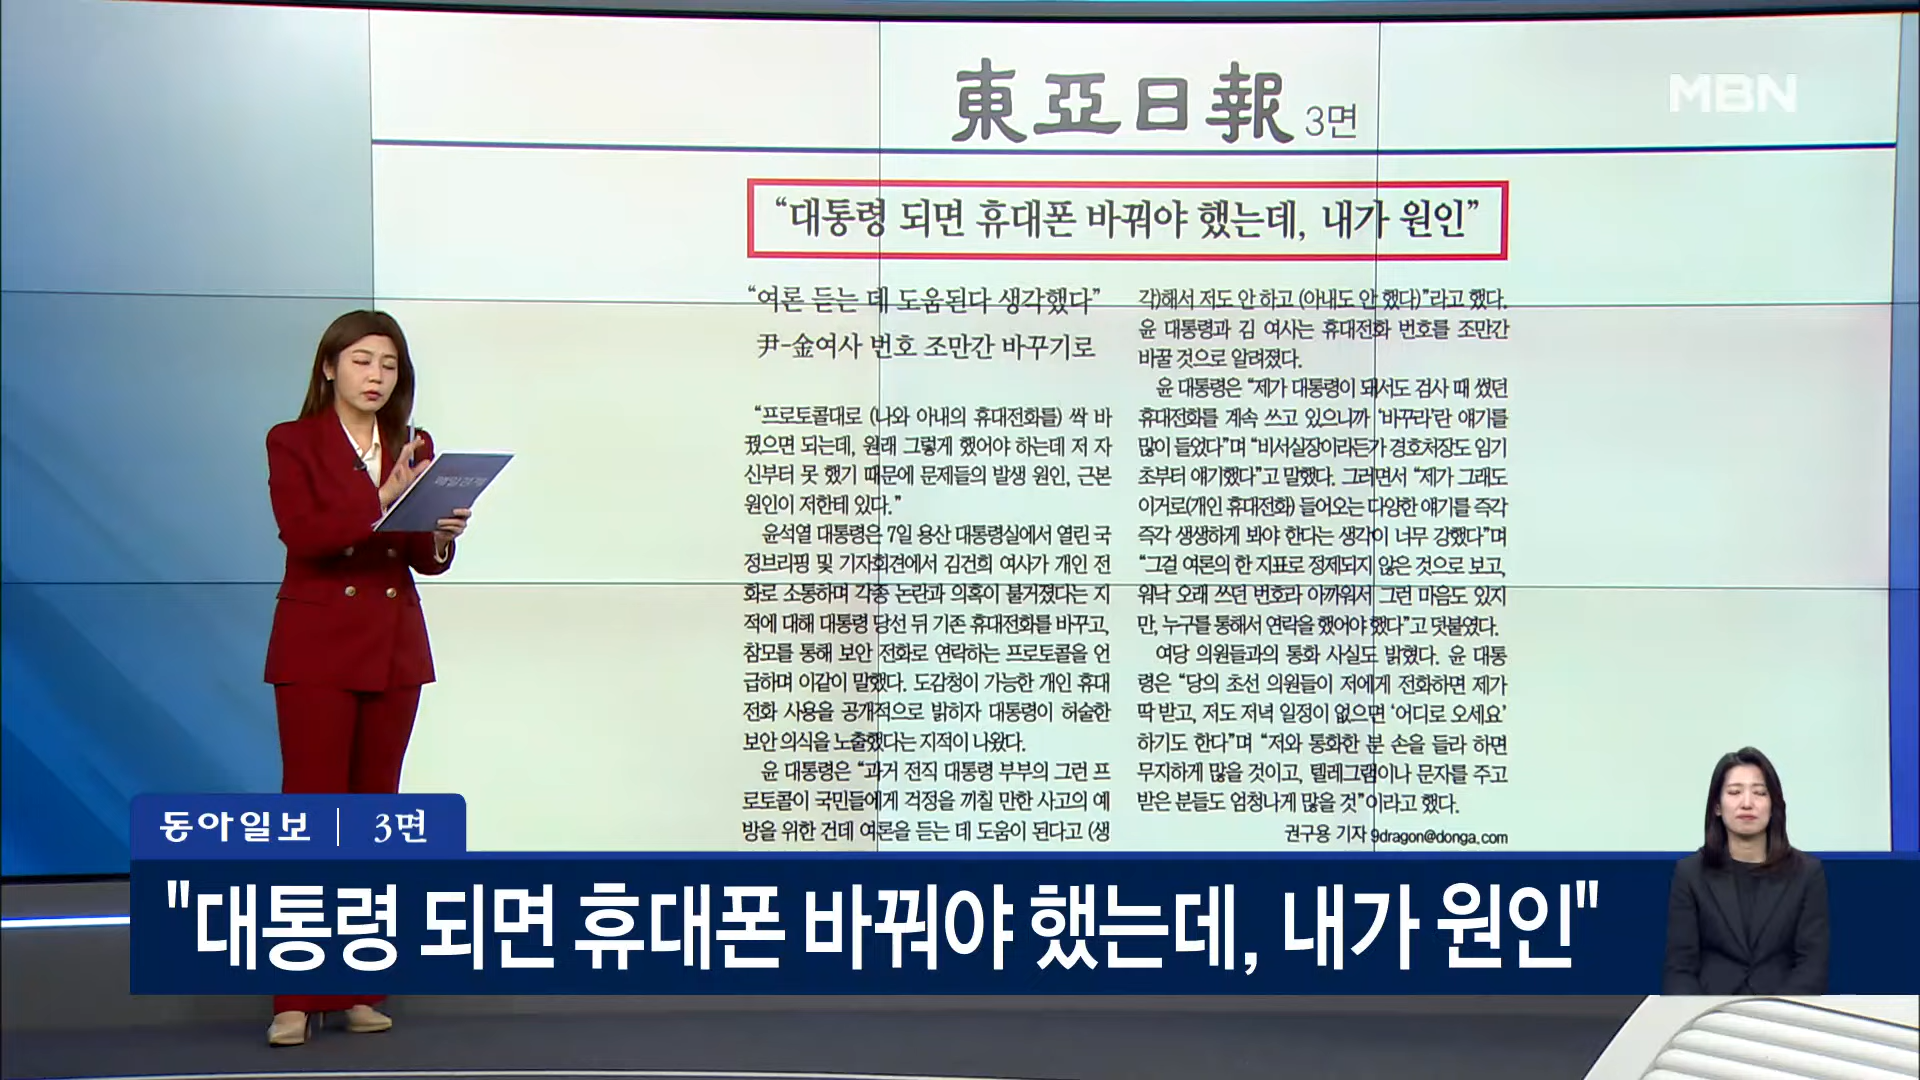 東亞日報 3면
MBN
“대통령 되면 휴대폰 바꿔야 했는데, 내가 원인”
“여론 듣는 데 도움된다 생각했다”
尹-金여사 번호 조만간 바꾸기로
“프로토콜대로 (나와 아내의 휴대전화를) 싹 바
꿨으면 되는데, 원래 그렇게 했어야 하는데 저 자
신부터 못 했기 때문에 문제들의 발생 원인, 근본
원인이 저한테 있다.”
윤석열 대통령은 7일 용산 대통령실에서 열린 국
정브리핑 및 기자회견에서 김건희 여사가 개인 전
화로 소통하며 각종 논란과 의혹이 불거졌다는 지
적에 대해 대통령 당선 뒤 기존 휴대전화를 바꾸고,
참모를 통해 보안 전화로 연락하는 프로토콜을 언
급하며 이같이 말했다. 도감청이 가능한 개인 휴대
전화 사용을 공개적으로 밝히자 대통령이 허술한
보안 의식을 노출했다는 지적이 나왔다.
윤 대통령은 “과거 전직 대통령 부부의 그런 프
로토콜이 국민들에게 걱정을 끼칠 만한 사고의 예
방을 위한 건데 여론을 듣는 데 도움이 된다고 (생
각)해서 저도 안 하고 (아내도 안 했다)”라고 했다.
윤 대통령과 김 여사는 휴대전화 번호를 조만간
바꿀 것으로 알려졌다.
윤 대통령은 “제가 대통령이 돼서도 검사 때 썼던
휴대전화를 계속 쓰고 있으니까 ‘바꾸라’란 얘기를
많이 들었다”며 “비서실장이라든가 경호처장도 임기
초부터 얘기했다”고 말했다. 그러면서 “제가 그래도
이거로(개인 휴대전화) 들어오는 다양한 얘기를 즉각
즉각 생생하게 봐야 한다는 생각이 너무 강했다”며
“그걸 여론의 한 지표로 정제되지 않은 것으로 보고,
워낙 오래 쓰던 번호라 아까워서 그런 마음도 있지
만, 누구를 통해서 연락을 했어야 했다”고 덧붙였다.
여당 의원들과의 통화 사실도 밝혔다. 윤 대통
령은 “당의 초선 의원들이 저에게 전화하면 제가
딱 받고, 저도 저녁 일정이 없으면 ‘어디로 오세요’
하기도 한다”며 “저와 통화한 분 손을 들라 하면
무지하게 많을 것이고, 텔레그램이나 문자를 주고
받은 분들도 엄청나게 많을 것”이라고 했다.
권구용 기자 9dragon@donga.com
매일경제
동아일보 | 3면
"대통령 되면 휴대폰 바꿔야 했는데, 내가 원인"